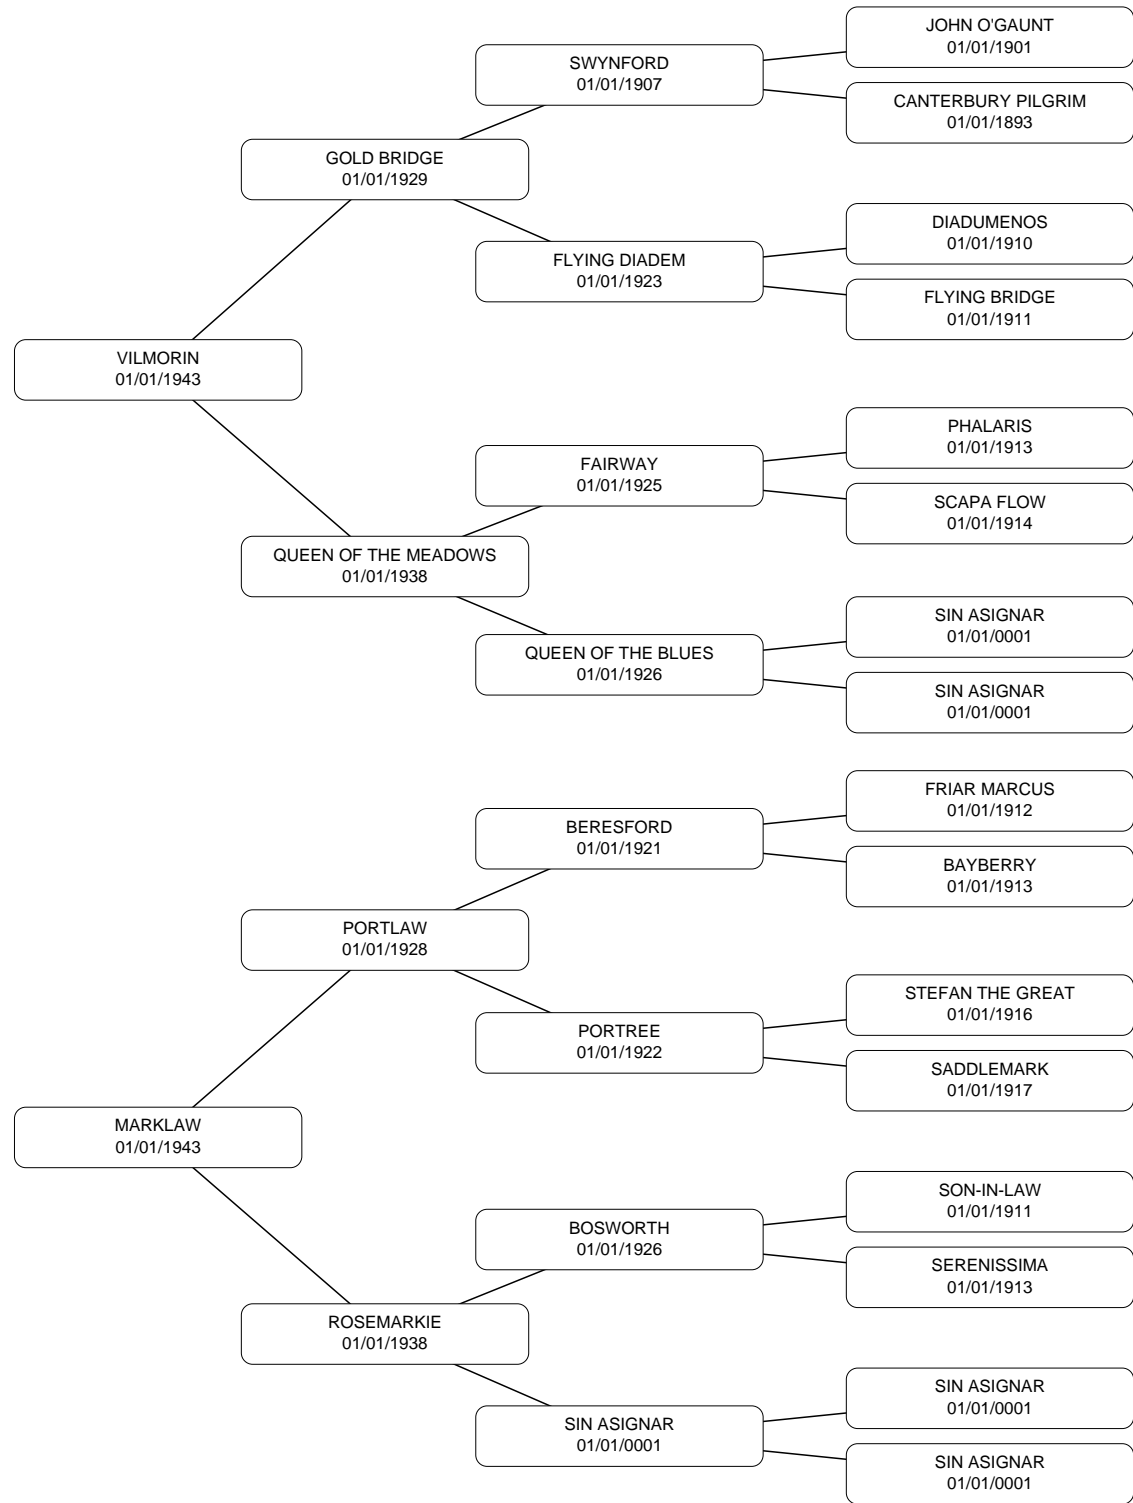 JOHN O'GAUNT
01/01/1901
SWYNFORD
01/01/1907
CANTERBURY PILGRIM
01/01/1893
GOLD BRIDGE
01/01/1929
DIADUMENOS
01/01/1910
FLYING DIADEM
01/01/1923
FLYING BRIDGE
01/01/1911
VILMORIN
01/01/1943
PHALARIS
01/01/1913
FAIRWAY
01/01/1925
SCAPA FLOW
01/01/1914
QUEEN OF THE MEADOWS
01/01/1938
SIN ASIGNAR
01/01/0001
QUEEN OF THE BLUES
01/01/1926
SIN ASIGNAR
01/01/0001
FRIAR MARCUS
01/01/1912
BERESFORD
01/01/1921
BAYBERRY
01/01/1913
PORTLAW
01/01/1928
STEFAN THE GREAT
01/01/1916
PORTREE
01/01/1922
SADDLEMARK
01/01/1917
MARKLAW
01/01/1943
SON-IN-LAW
01/01/1911
BOSWORTH
01/01/1926
SERENISSIMA
01/01/1913
ROSEMARKIE
01/01/1938
SIN ASIGNAR
01/01/0001
SIN ASIGNAR
01/01/0001
SIN ASIGNAR
01/01/0001